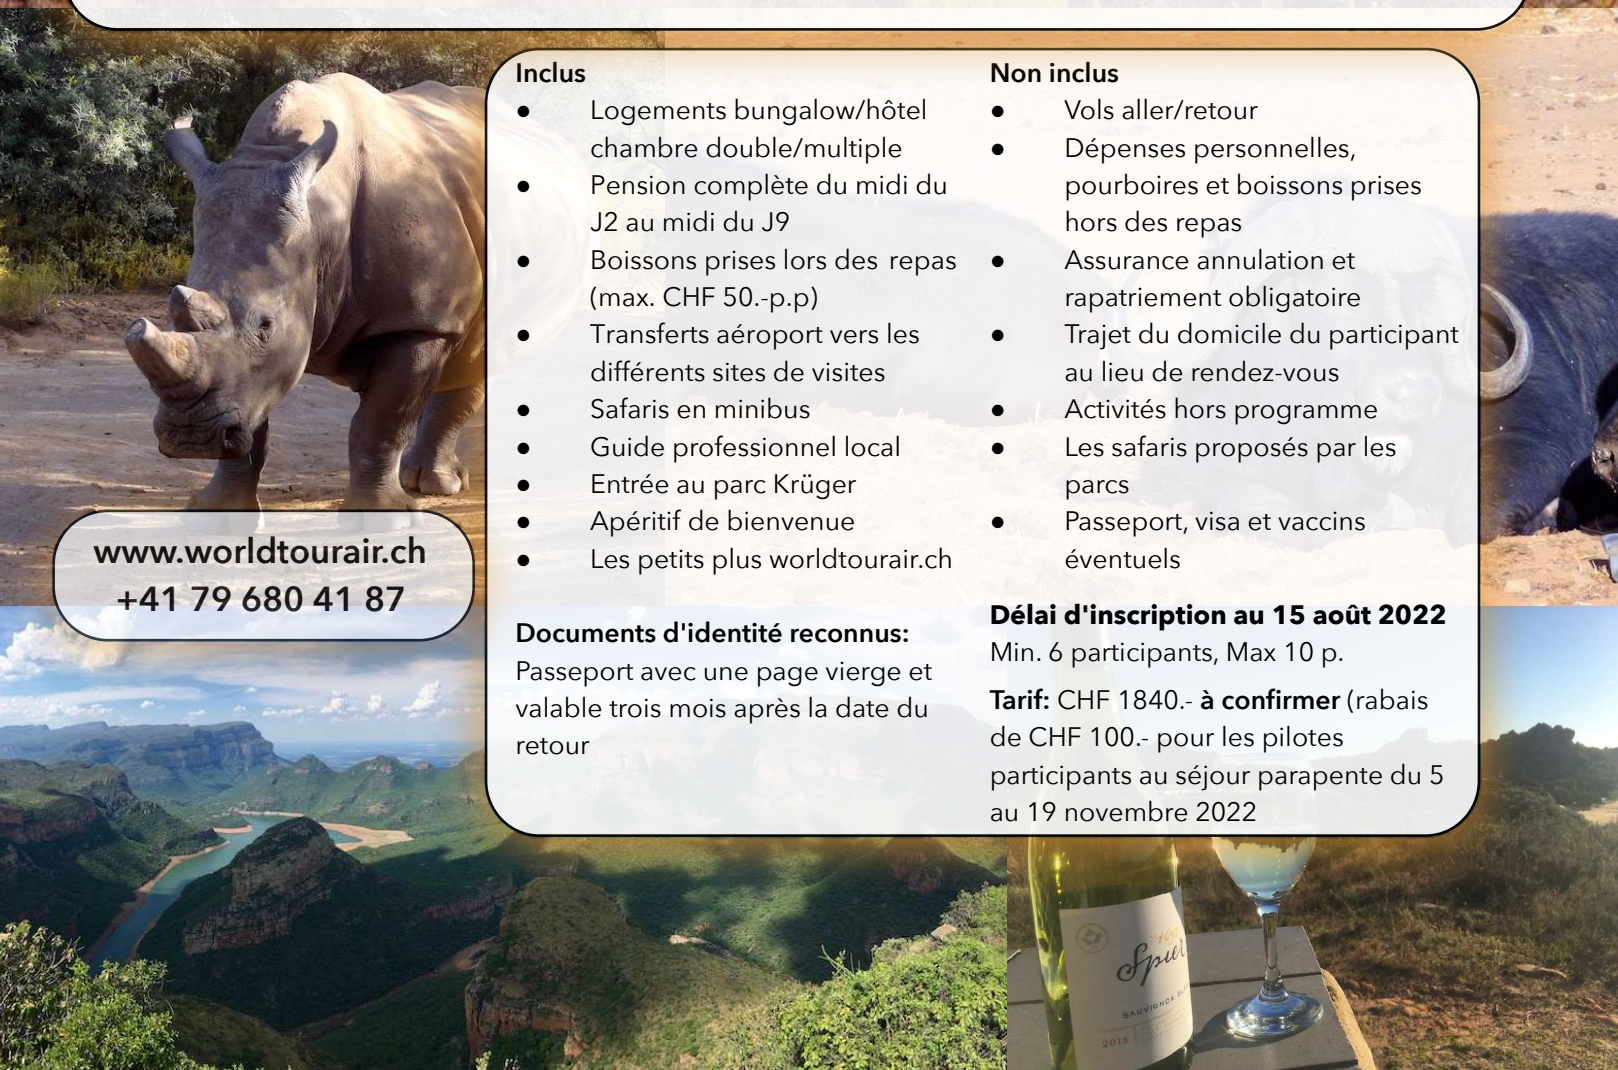 Inclus
● Logements bungalow/hôtel
chambre double/multiple
● Pension complète du midi du
J2 au midi du J9
● Boissons prises lors des repas
(max. CHF 50.-p.p)
● Transferts aéroport vers les
différents sites de visites
● Safaris en minibus
● Guide professionnel local
● Entrée au parc Krüger
● Apéritif de bienvenue
● Les petits plus worldtourair.ch
Documents d'identité reconnus:
Passeport avec une page vierge et
valable trois mois après la date du
retour
Non inclus
● Vols aller/retour
● Dépenses personnelles,
pourboires et boissons prises
hors des repas
● Assurance annulation et
rapatriement obligatoire
● Trajet du domicile du participant
au lieu de rendez-vous
● Activités hors programme
● Les safaris proposés par les
parcs
● Passeport, visa et vaccins
éventuels
Délai d'inscription au 15 août 2022
Min. 6 participants, Max 10 p.
Tarif: CHF 1840.- à confirmer (rabais
de CHF 100.- pour les pilotes
participants au séjour parapente du 5
au 19 novembre 2022
www.worldtourair.ch
+41 79 680 41 87
SAUVIGNON
2018